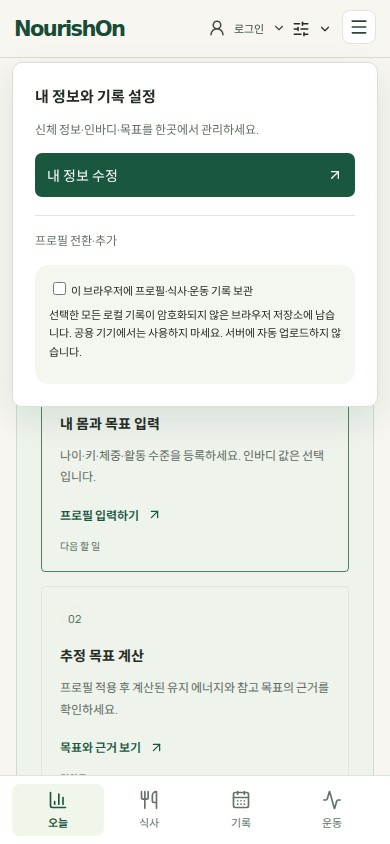 NourishOn
로그인
내 정보와 기록 설정
신체 정보·인바디·목표를 한곳에서 관리하세요.
내 정보 수정
프로필 전환·추가
이 브라우저에 프로필·식사·운동 기록 보관
선택한 모든 로컬 기록이 암호화되지 않은 브라우저 저장소에 남습
니다. 공용 기기에서는 사용하지 마세요. 서버에 자동 업로드하지 않
습니다.
내 몸과 목표 입력
나이·키·체중·활동 수준을 등록하세요. 인바디 값은 선택
입니다.
프로필 입력하기
다음 할 일
02
추정 목표 계산
프로필 적용 후 계산된 유지 에너지와 참고 목표의 근거를
확인하세요.
목표와 근거 보기
오늘
식사
기록
운동